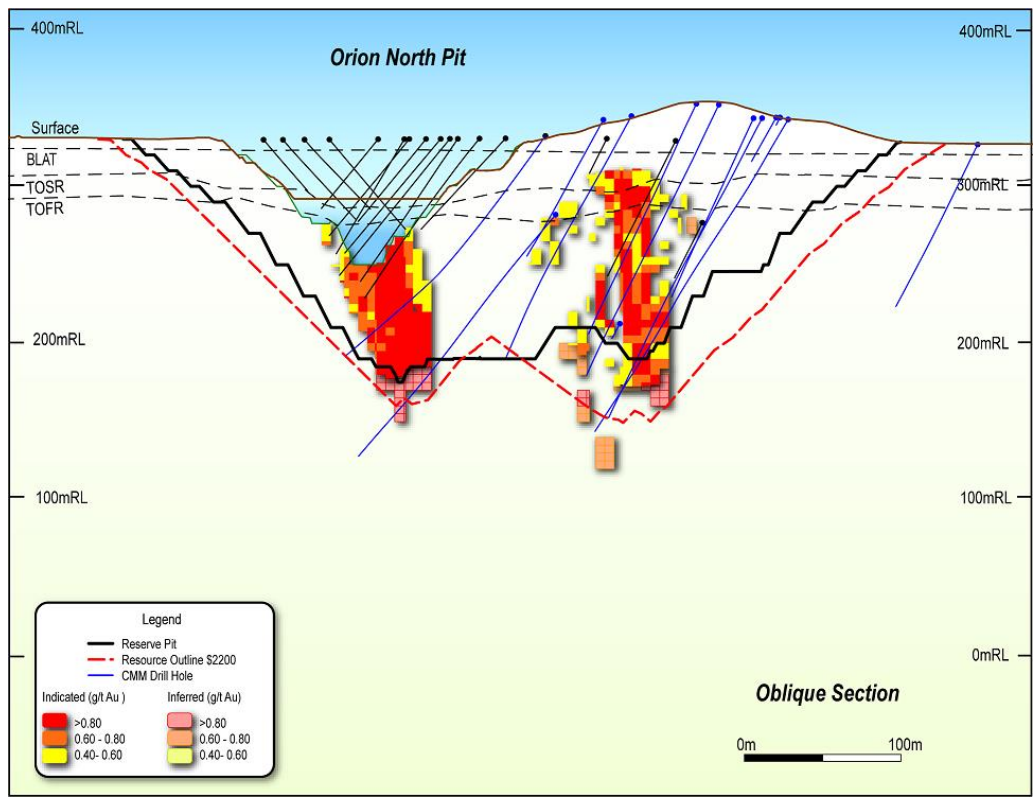 400mRL
400mRL
Orion North Pit
Surface
BLAT
TOSR
300mRL
TOFR
200mRL
200mRL
100mRL
100mRL
0mRL
Legend
Reserve Pit
Resource Outline $2200
CMM Drill Hole
Indicated (g/t Au )
Inferred (g/t Au)
>0.80
>0.80
0.60 - 0.80
0.60 - 0.80
0.40- 0.60
0.40- 0.60
Oblique Section
0m
100m